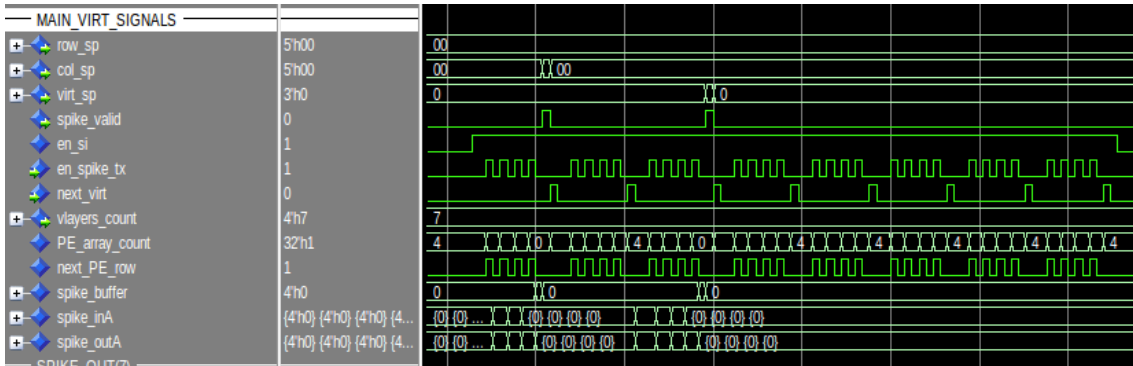 MAIN_VIRT_SIGNALS
row_sp 5'h00 00
col_sp 5'h00 00 00
virt_sp 3'h0 0 0
spike_valid 0
en_si 1
en_spike_tx 1
next_virt 0
vlayers_count 4'h7 7
PE_array_count 32'h1 4 0 4 0 4 4 4 4 4
next_PE_row 1
spike_buffer 4'h0 0 0 0
spike_inA {4'h0} {4'h0} {4'h0} {4... {0} {0} ... {0} {0} {0} {0} {0} {0} {0} {0}
spike_outA {4'h0} {4'h0} {4'h0} {4... {0} {0} ... {0} {0} {0} {0} {0} {0} {0} {0}